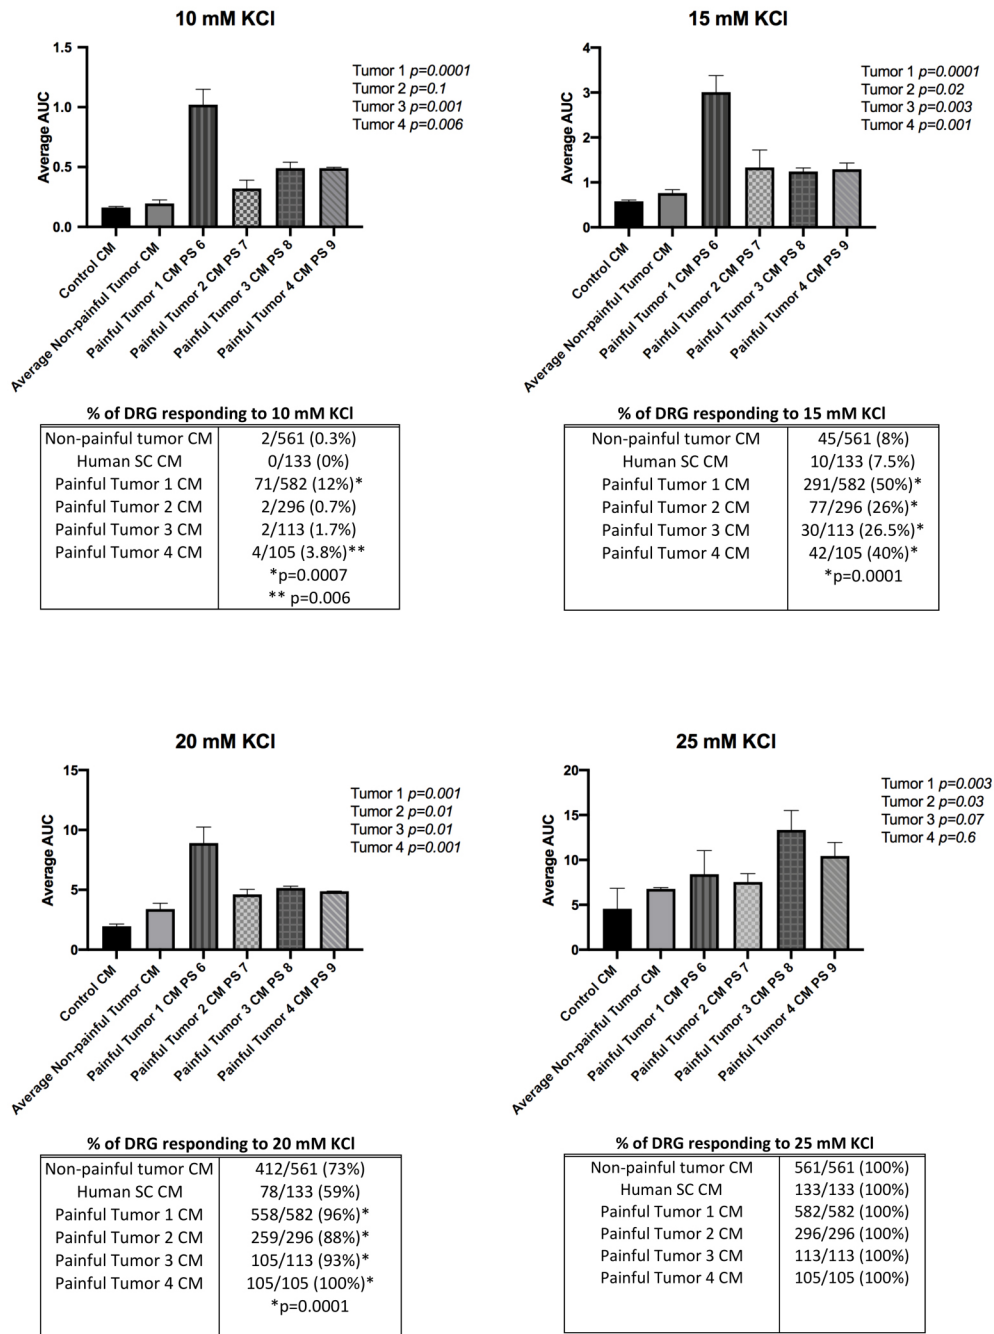 10 mM KCl
1.5
1.0
0.5
0.0
Average AUC
Tumor 1 p=0.0001
Tumor 2 p=0.1
Tumor 3 p=0.001
Tumor 4 p=0.006
Control CM
Average Non-painful Tumor CM
Painful Tumor 1 CM PS 6
Painful Tumor 2 CM PS 7
Painful Tumor 3 CM PS 8
Painful Tumor 4 CM PS 9
% of DRG responding to 10 mM KCl
Non-painful tumor CM 2/561 (0.3%)
Human SC CM 0/133 (0%)
Painful Tumor 1 CM 71/582 (12%)*
Painful Tumor 2 CM 2/296 (0.7%)
Painful Tumor 3 CM 2/113 (1.7%)
Painful Tumor 4 CM 4/105 (3.8%)**
*p=0.0007
** p=0.006
15 mM KCl
4
3
2
1
0
Average AUC
Tumor 1 p=0.0001
Tumor 2 p=0.02
Tumor 3 p=0.003
Tumor 4 p=0.001
Control CM
Average Non-painful Tumor CM
Painful Tumor 1 CM PS 6
Painful Tumor 2 CM PS 7
Painful Tumor 3 CM PS 8
Painful Tumor 4 CM PS 9
% of DRG responding to 15 mM KCl
Non-painful tumor CM 45/561 (8%)
Human SC CM 10/133 (7.5%)
Painful Tumor 1 CM 291/582 (50%)*
Painful Tumor 2 CM 77/296 (26%)*
Painful Tumor 3 CM 30/113 (26.5%)*
Painful Tumor 4 CM 42/105 (40%)*
*p=0.0001
20 mM KCl
15
10
5
0
Average AUC
Tumor 1 p=0.001
Tumor 2 p=0.01
Tumor 3 p=0.01
Tumor 4 p=0.001
Control CM
Average Non-painful Tumor CM
Painful Tumor 1 CM PS 6
Painful Tumor 2 CM PS 7
Painful Tumor 3 CM PS 8
Painful Tumor 4 CM PS 9
% of DRG responding to 20 mM KCl
Non-painful tumor CM 412/561 (73%)
Human SC CM 78/133 (59%)
Painful Tumor 1 CM 558/582 (96%)*
Painful Tumor 2 CM 259/296 (88%)*
Painful Tumor 3 CM 105/113 (93%)*
Painful Tumor 4 CM 105/105 (100%)*
*p=0.0001
25 mM KCl
20
15
10
5
0
Average AUC
Tumor 1 p=0.003
Tumor 2 p=0.03
Tumor 3 p=0.07
Tumor 4 p=0.6
Control CM
Average Non-painful Tumor CM
Painful Tumor 1 CM PS 6
Painful Tumor 2 CM PS 7
Painful Tumor 3 CM PS 8
Painful Tumor 4 CM PS 9
% of DRG responding to 25 mM KCl
Non-painful tumor CM 561/561 (100%)
Human SC CM 133/133 (100%)
Painful Tumor 1 CM 582/582 (100%)
Painful Tumor 2 CM 296/296 (100%)
Painful Tumor 3 CM 113/113 (100%)
Painful Tumor 4 CM 105/105 (100%)